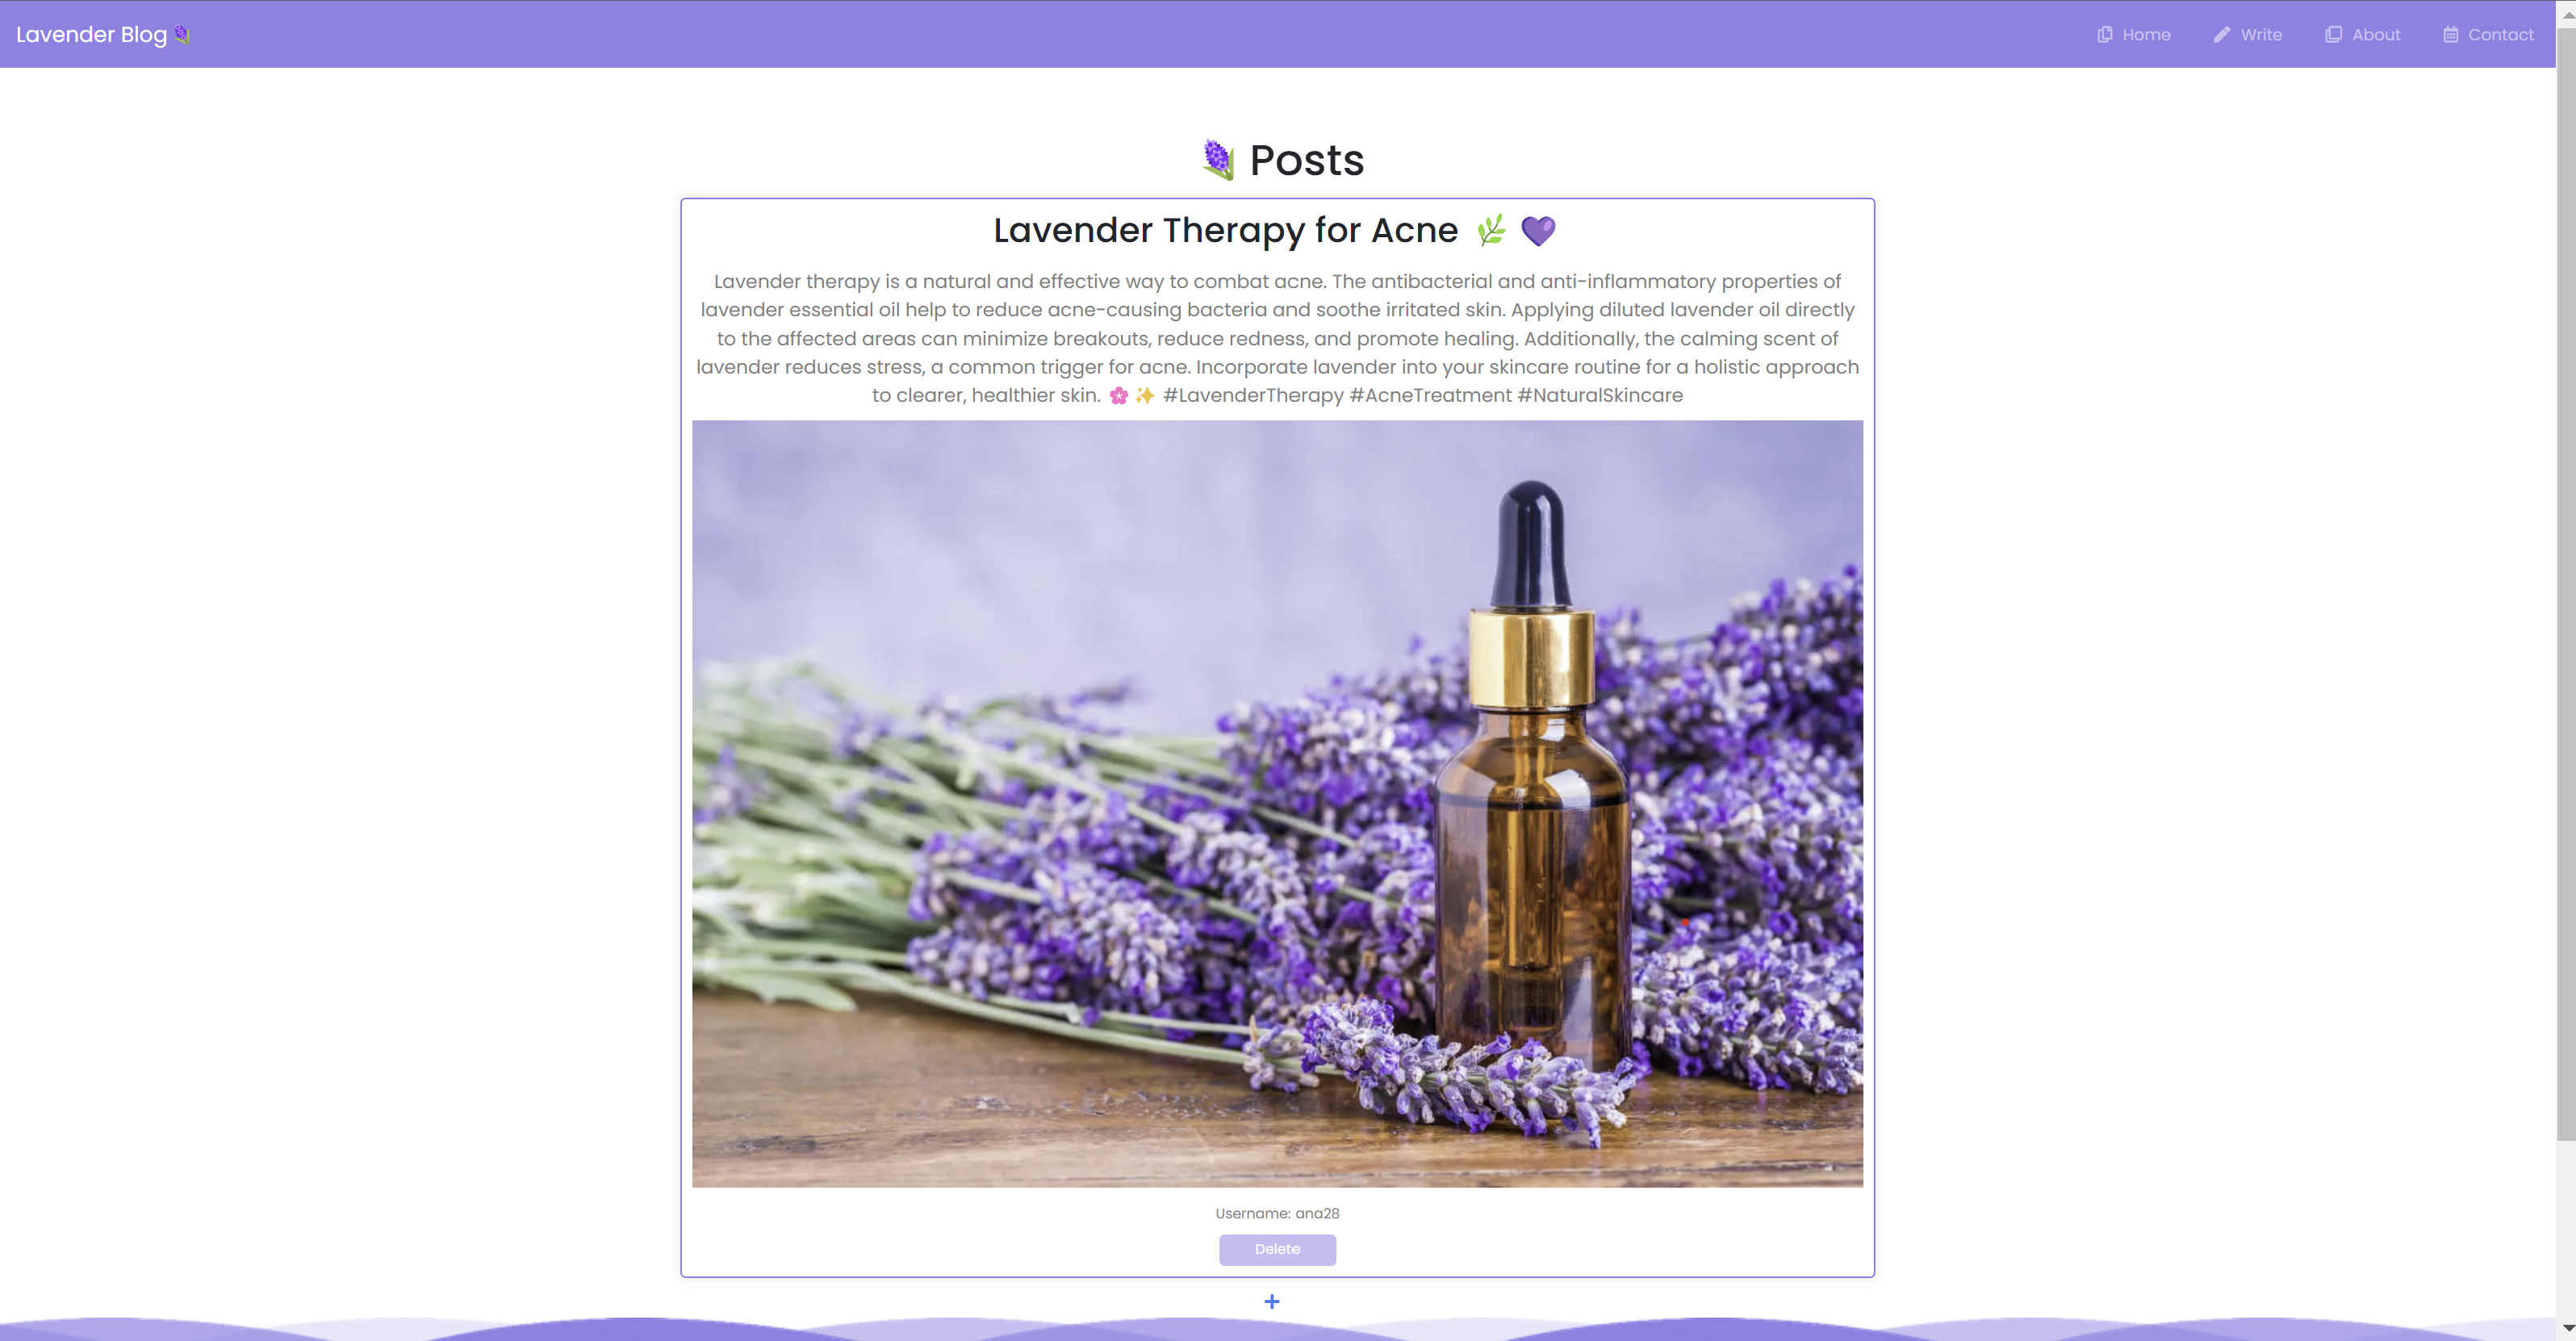 Lavender Blog
Home
Write
About
Contact
Posts
Lavender Therapy for Acne 🌿 💜
Lavender therapy is a natural and effective way to combat acne. The antibacterial and anti-inflammatory properties of
lavender essential oil help to reduce acne-causing bacteria and soothe irritated skin. Applying diluted lavender oil directly
to the affected areas can minimize breakouts, reduce redness, and promote healing. Additionally, the calming scent of
lavender reduces stress, a common trigger for acne. Incorporate lavender into your skincare routine for a holistic approach
to clearer, healthier skin. 🌸✨ #LavenderTherapy #AcneTreatment #NaturalSkincare
Username: ana28
Delete
+